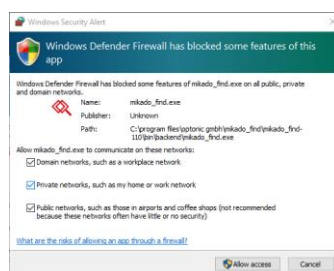 Windows Security Alert
Windows Defender Firewall has blocked some features of this
app
Windows Defender Firewall has blocked some features of mikado_find.exe on all public, private
and domain networks.
Name: mikado_find.exe
Publisher: Unknown
Path: C:\program files\optonic gmbh\mikado_find\mikado_find-
110\bin\backend\mikado_find.exe
Allow mikado_find.exe to communicate on these networks:
Domain networks, such as a workplace network
Private networks, such as my home or work network
Public networks, such as those in airports and coffee shops (not recommended
because these networks often have little or no security)
What are the risks of allowing an app through a firewall?
Allow access Cancel